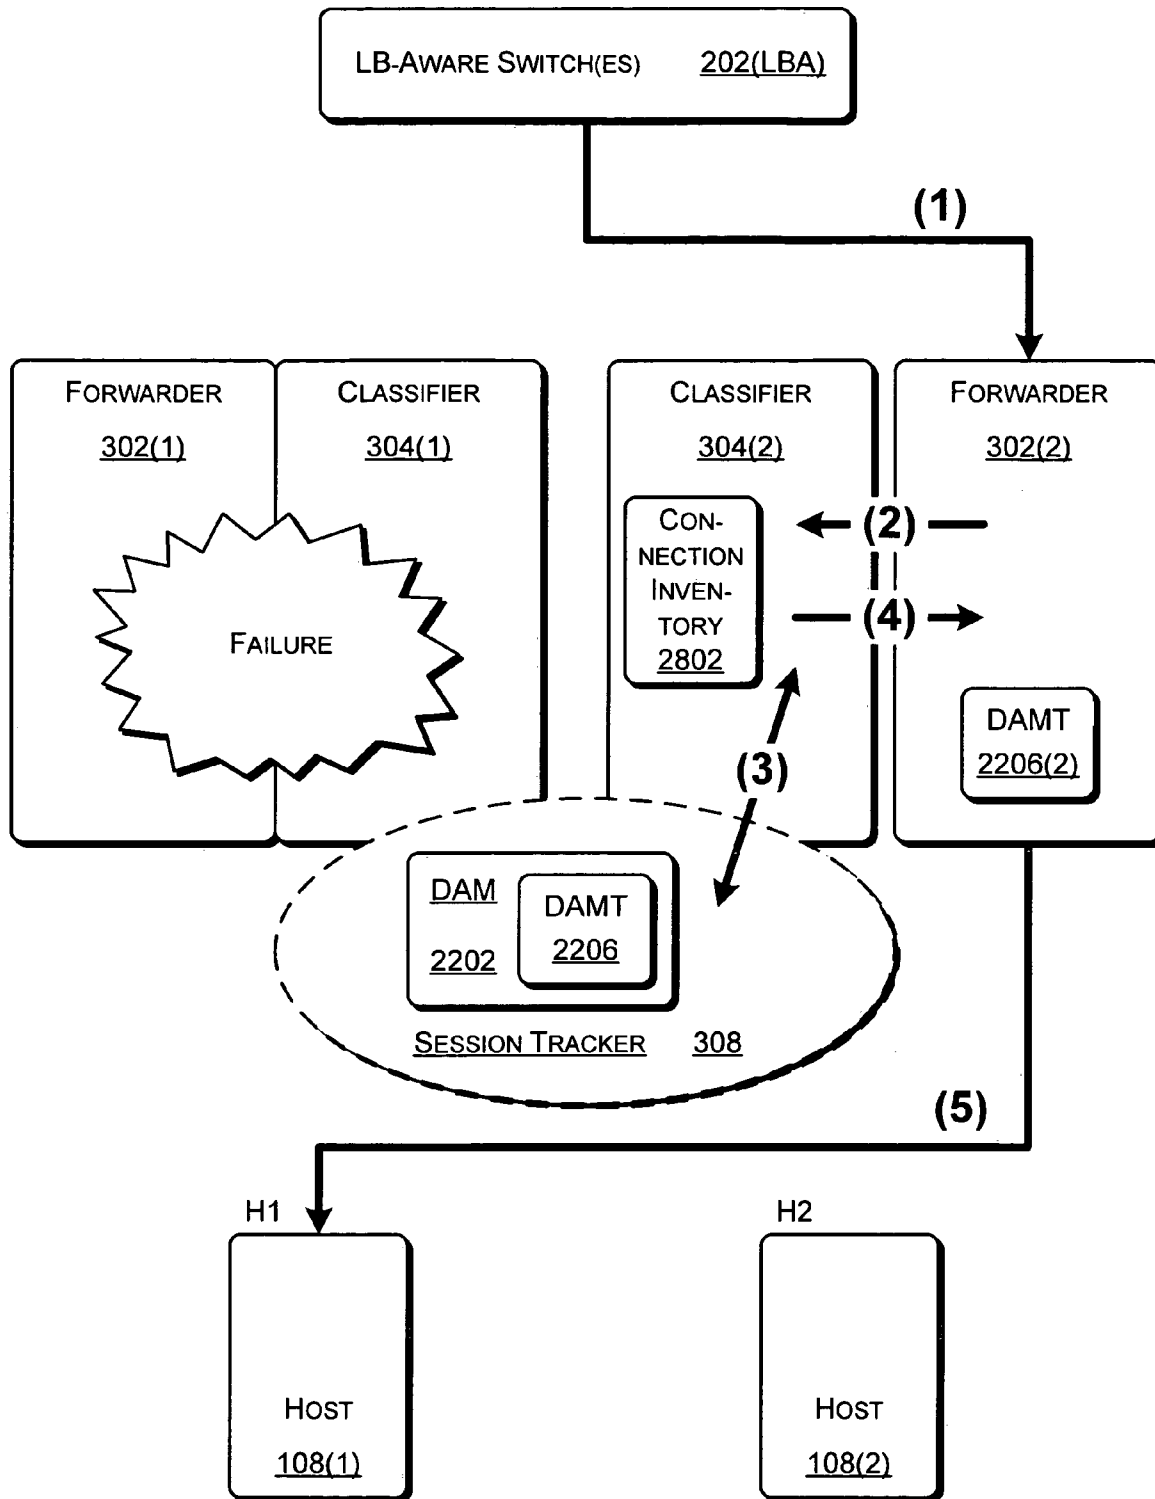 LB-AWARE SWITCH(ES) 202(LBA)
(1)
FORWARDER
302(1)
CLASSIFIER
304(1)
FAILURE
CLASSIFIER
304(2)
CON-
NECTION
INVEN-
TORY
2802
FORWARDER
302(2)
(2)
(4)
DAMT
2206(2)
(3)
DAM
2202
DAMT
2206
SESSION TRACKER 308
(5)
H1
HOST
108(1)
H2
HOST
108(2)